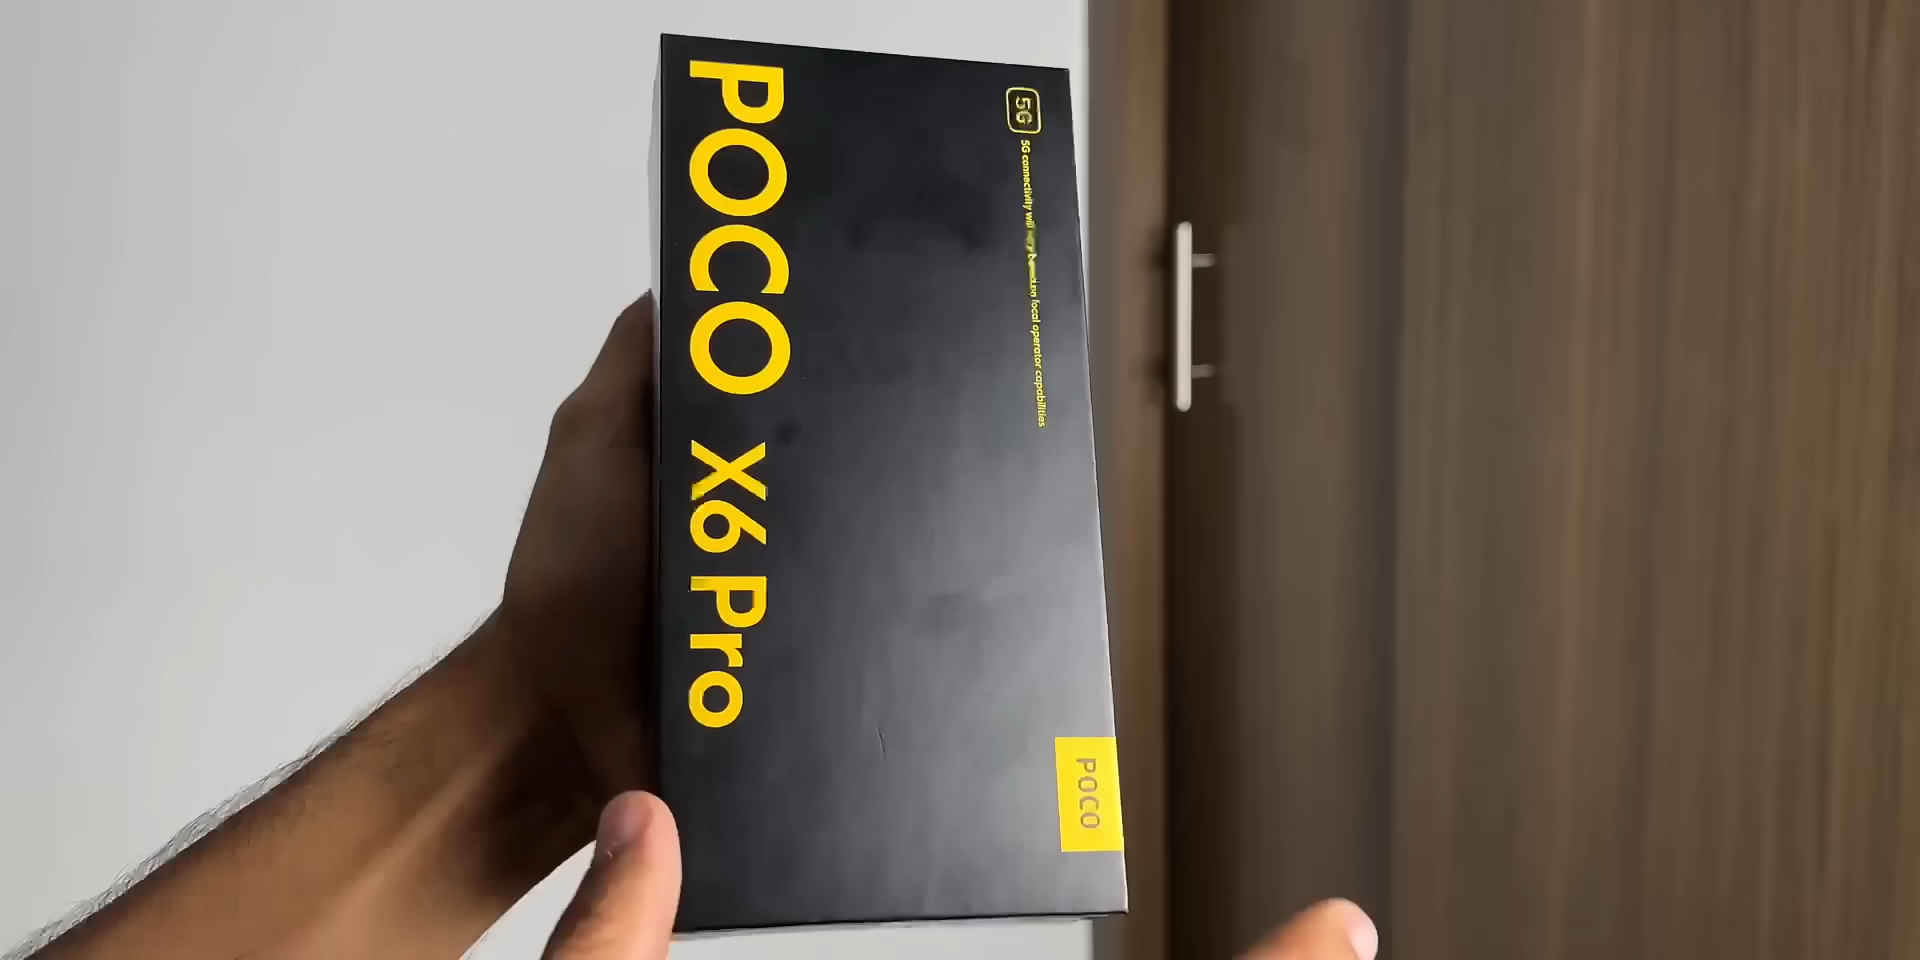 POCO X6 Pro
5G
5G connectivity will local operator capabilities
POCO